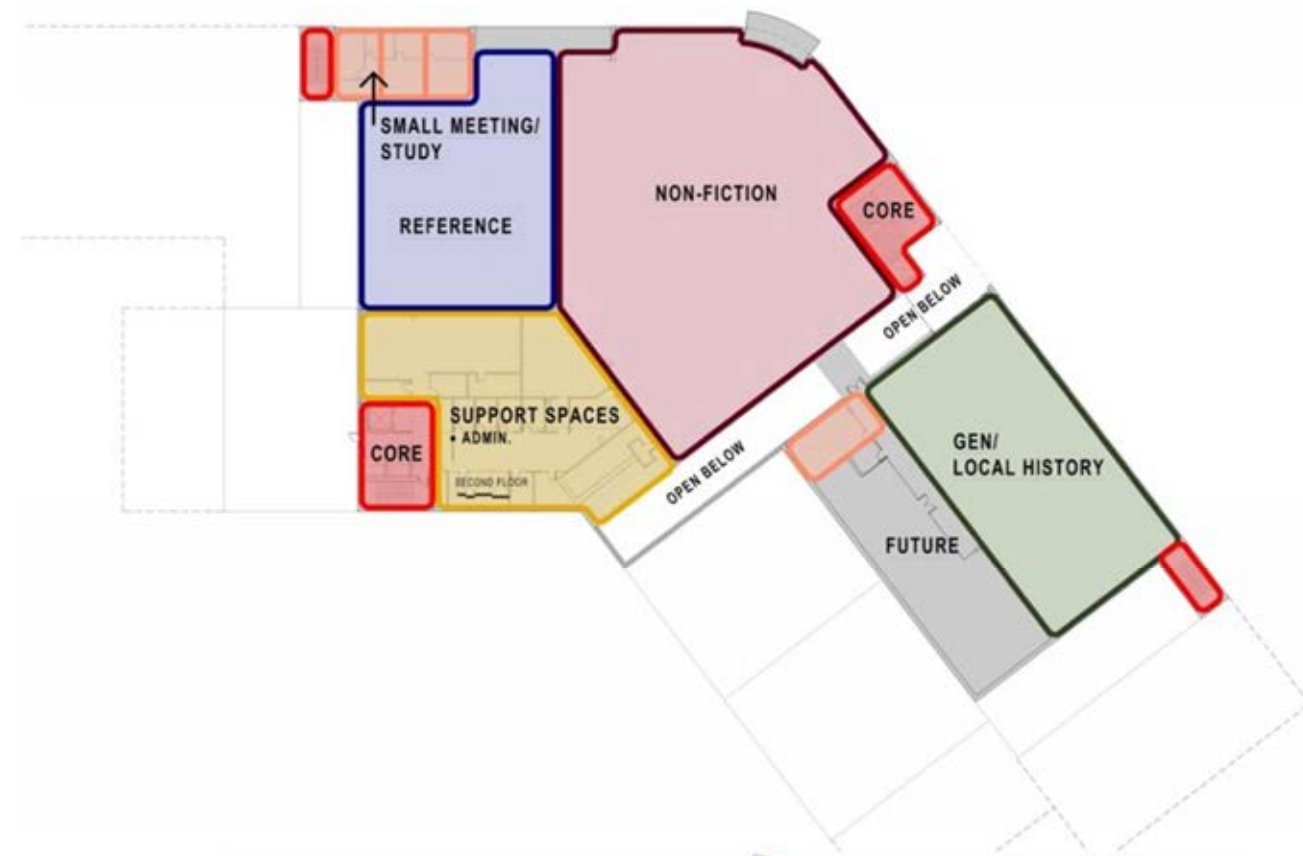 SMALL MEETING/
STUDY
REFERENCE
NON-FICTION
CORE
OPEN BELOW
SUPPORT SPACES
• ADMIN.
CORE
SECOND FLOOR
OPEN BELOW
GEN/
LOCAL HISTORY
FUTURE